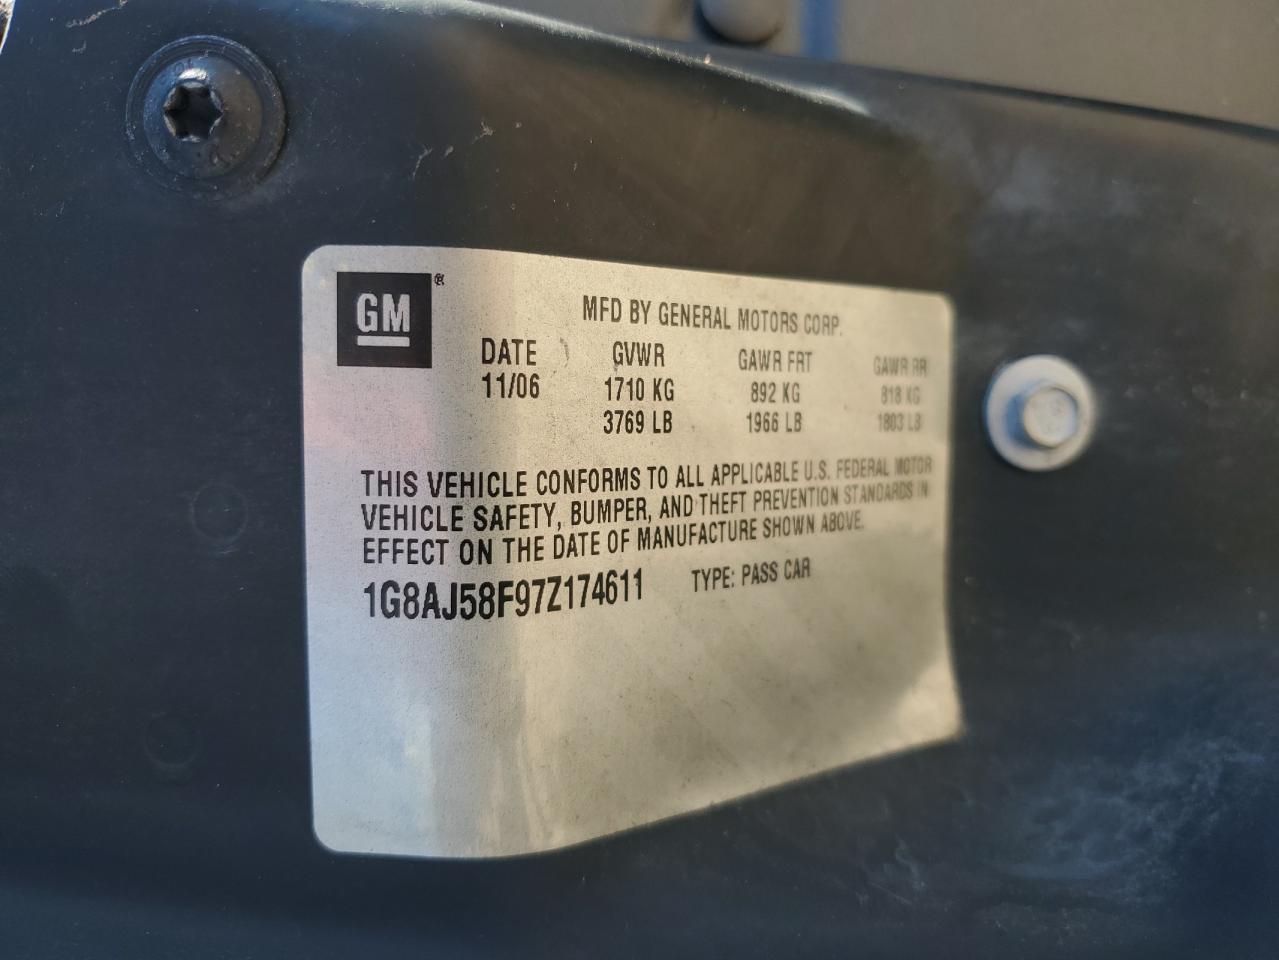 GM®
MFD BY GENERAL MOTORS CORP.
DATE GVWR GAWR FRT GAWR RR
11/06 1710 KG 892 KG 818 KG
3769 LB 1966 LB 1803 LB
THIS VEHICLE CONFORMS TO ALL APPLICABLE U.S. FEDERAL MOTOR
VEHICLE SAFETY, BUMPER, AND THEFT PREVENTION STANDARDS IN
EFFECT ON THE DATE OF MANUFACTURE SHOWN ABOVE.
1G8AJ58F97Z174611 TYPE: PASS CAR